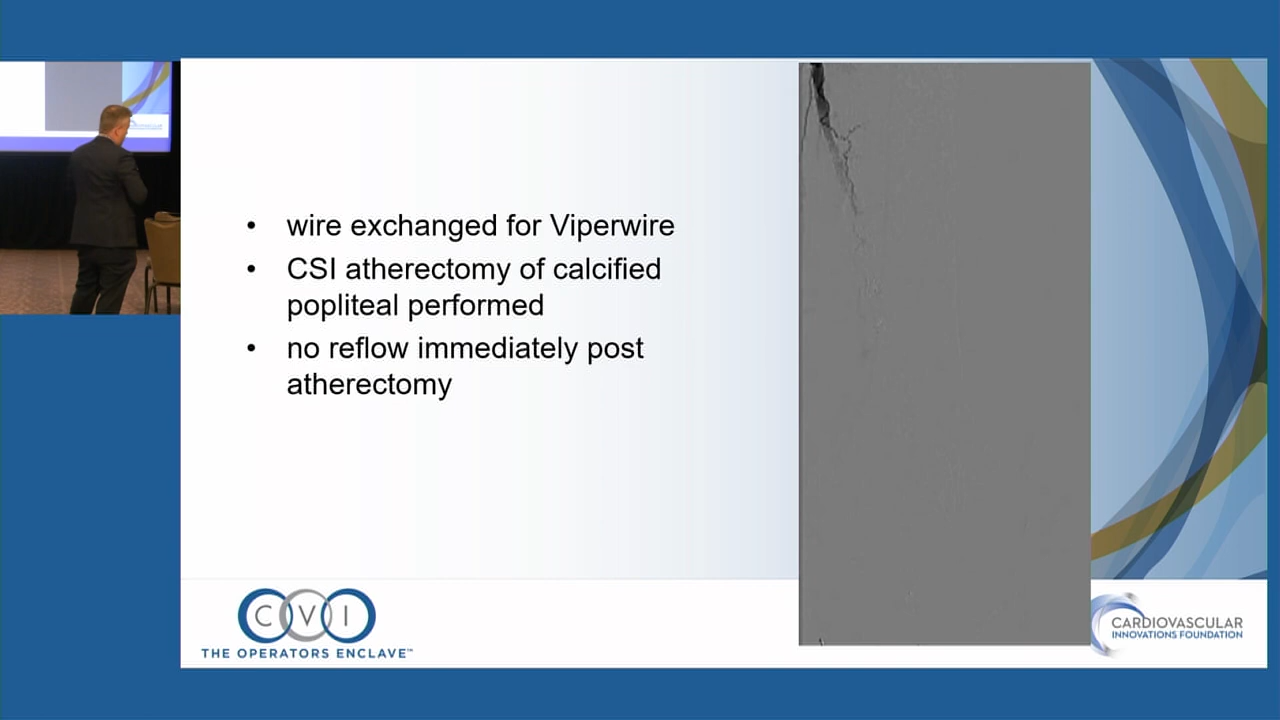 • wire exchanged for Viperwire
• CSI atherectomy of calcified
popliteal performed
• no reflow immediately post
atherectomy
CVI
THE OPERATORS ENCLAVE™
CARDIOVASCULAR
INNOVATIONS FOUNDATION